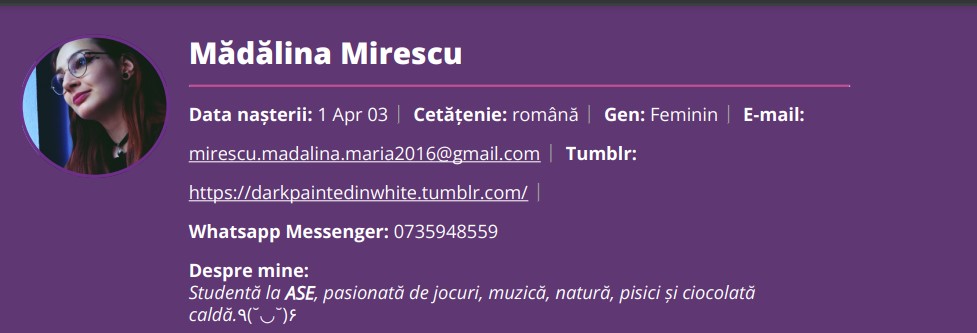 Mădălina Mirescu
Data nașterii: 1 Apr 03 | Cetățenie: română | Gen: Feminin | E-mail:
mirescu.madalina.maria2016@gmail.com | Tumblr:
https://darkpaintedinwhite.tumblr.com/ |
Whatsapp Messenger: 0735948559
Despre mine:
Studentă la ASE, pasionată de jocuri, muzică, natură, pisici și ciocolată
caldă.٩(˘◡˘)۶